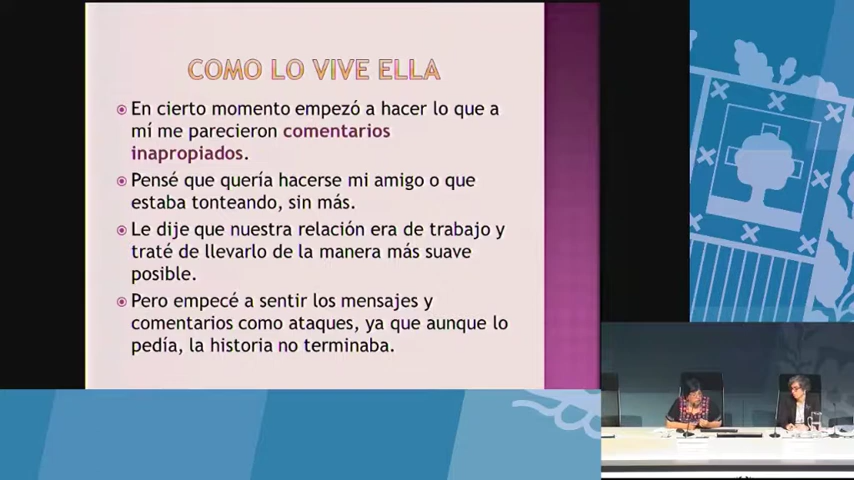 COMO LO VIVE ELLA
En cierto momento empezó a hacer lo que a
mí me parecieron comentarios
inapropiados.
Pensé que quería hacerse mi amigo o que
estaba tonteando, sin más.
Le dije que nuestra relación era de trabajo y
traté de llevarlo de la manera más suave
posible.
Pero empecé a sentir los mensajes y
comentarios como ataques, ya que aunque lo
pedía, la historia no terminaba.